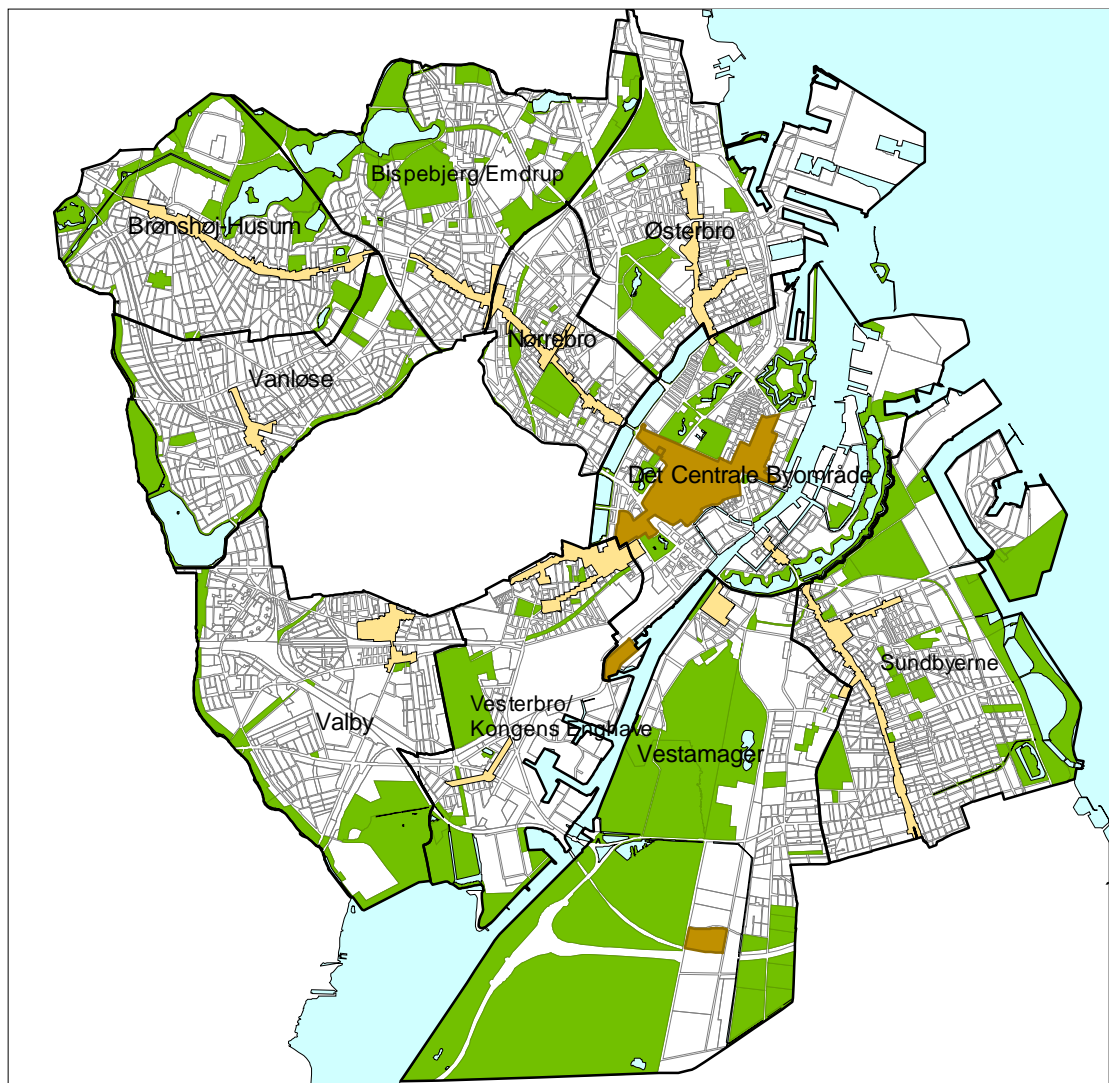 Bispebjerg/Emdrup
Brønshøj-Husum
Østerbro
Nørrebro
Vanløse
Det Centrale Byområde
Sundbyerne
Vesterbro/
Kongens Enghave
Valby
Vestamager